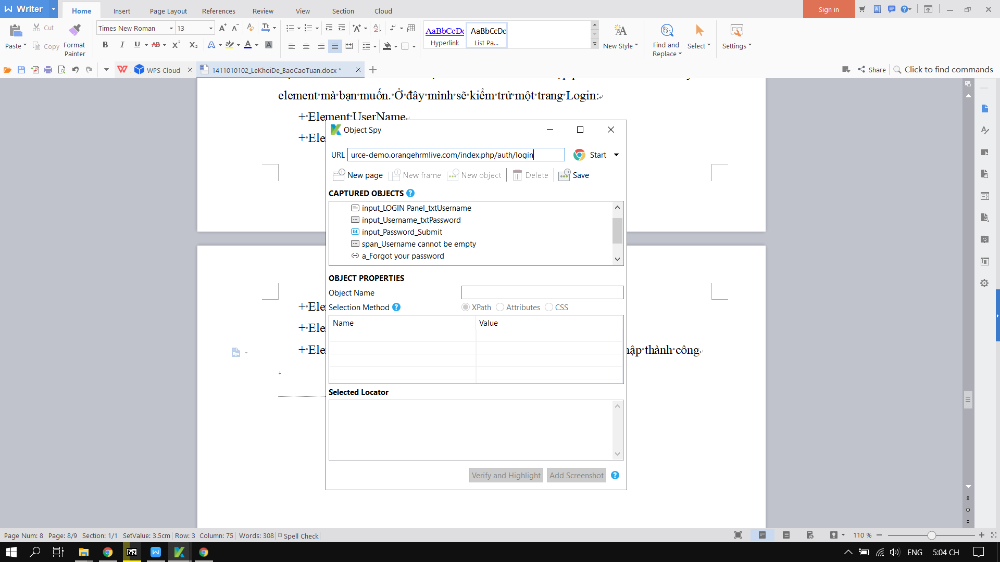 Writer
Home
Insert
Page Layout
References
Review
View
Section
Cloud
Sign in
Paste
Cut
Copy
Format
Painter
Times New Roman
13
AaBbCcDc
Hyperlink
AaBbCcDc
List Pa...
New Style
Find and
Replace
Select
Settings
WPS Cloud
1411010102_LeKhoiDe_BaoCaoTuan.docx *
Share
Click to find commands
element mà bạn muốn. Ở đây mình sẽ kiểm trử một trang Login:
+ Element UserName
+ Ele
Object Spy
URL
urce-demo.orangehrmlive.com/index.php/auth/login
Start
New page
New frame
New object
Delete
Save
CAPTURED OBJECTS
input_LOGIN Panel_txtUsername
input_Username_txtPassword
input_Password_Submit
span_Username cannot be empty
a_Forgot your password
OBJECT PROPERTIES
Object Name
Selection Method
XPath
Attributes
CSS
Name
Value
Selected Locator
Verify and Highlight
Add Screenshot
+ Ele
+ Ele
+ Ele
ập thành công
Page Num: 8
Page: 8/9
Section: 1/1
SetValue: 3.5cm
Row: 3
Column: 75
Words: 308
Spell Check
110 %
ENG
5:04 CH